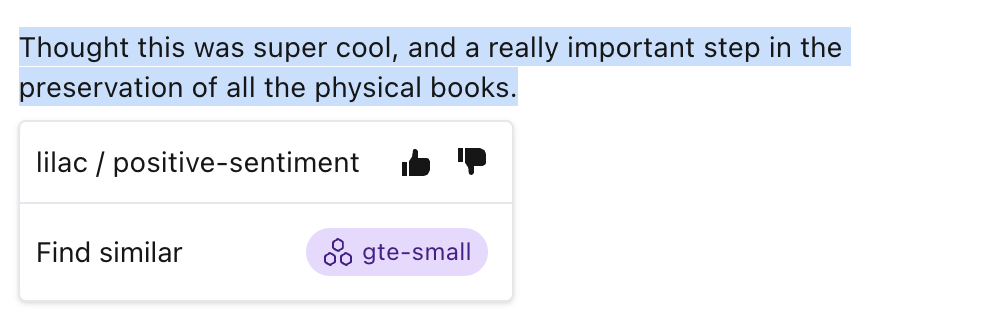 Thought this was super cool, and a really important step in the
preservation of all the physical books.
lilac / positive-sentiment
Find similar gte-small